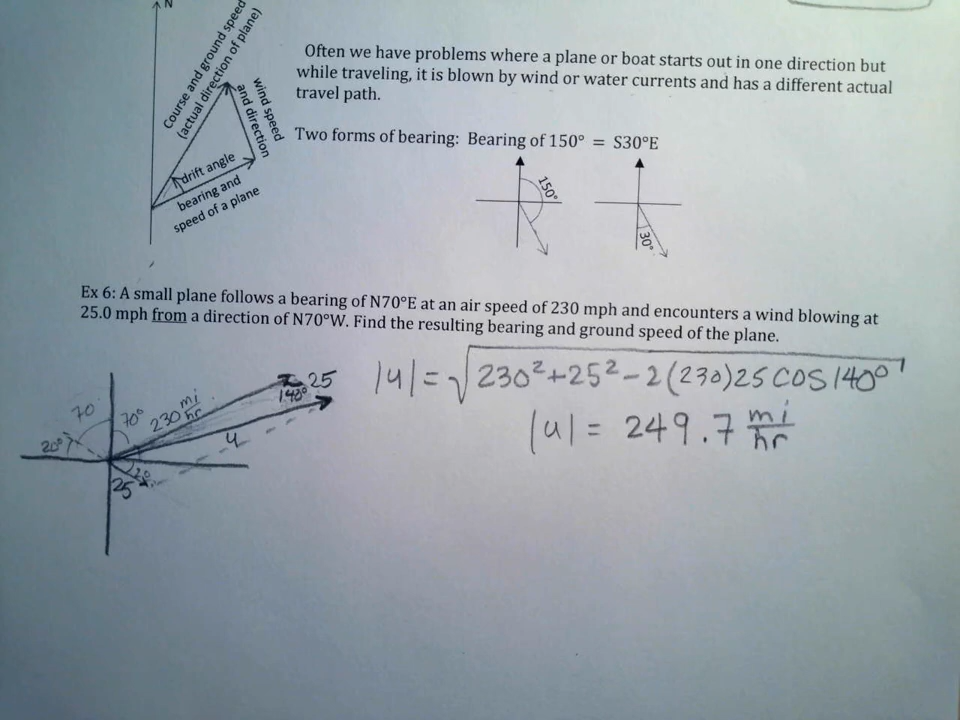 N
Course and ground speed
(actual direction of plane)
wind speed
and direction
drift angle
bearing and
speed of a plane
Often we have problems where a plane or boat starts out in one direction but
while traveling, it is blown by wind or water currents and has a different actual
travel path.
Two forms of bearing: Bearing of 150° = S30°E
150°
30°
Ex 6: A small plane follows a bearing of N70°E at an air speed of 230 mph and encounters a wind blowing at
25.0 mph from a direction of N70°W. Find the resulting bearing and ground speed of the plane.
70
70°
230 mi/hr
25
140°
20°
u
20
25
|u| = √230²+25²-2(230)25 COS 140°
|u| = 249.7 mi/hr